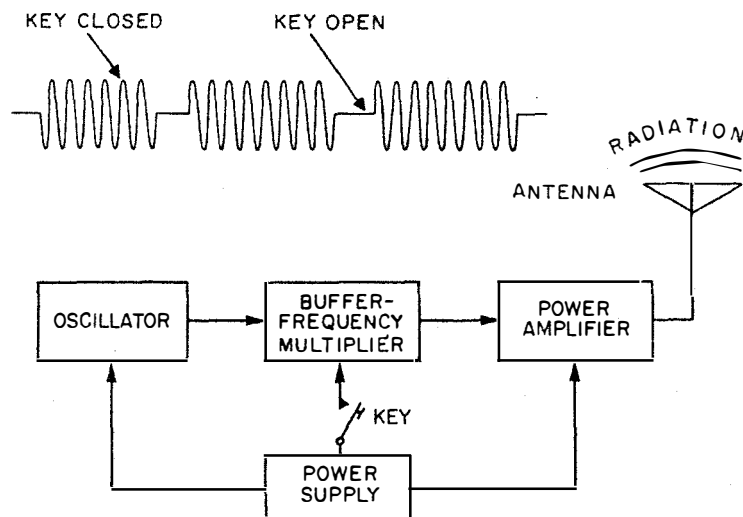 KEY CLOSED
KEY OPEN
RADIATION
ANTENNA
OSCILLATOR
BUFFER-
FREQUENCY
MULTIPLIER
POWER
AMPLIFIER
KEY
POWER
SUPPLY